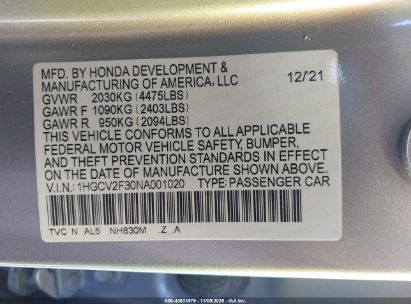 MFD. BY HONDA DEVELOPMENT &
MANUFACTURING OF AMERICA, LLC 12/21
GVWR 2030KG (4475LBS)
GAWR F 1090KG (2403LBS)
GAWR R 950KG (2094LBS)
THIS VEHICLE CONFORMS TO ALL APPLICABLE
FEDERAL MOTOR VEHICLE SAFETY, BUMPER,
AND THEFT PREVENTION STANDARDS IN EFFECT
ON THE DATE OF MANUFACTURE SHOWN ABOVE.
V.I.N.: 1HGCV2F30NA001020 TYPE: PASSENGER CAR
TVC N AL5 NH830M .Z .A